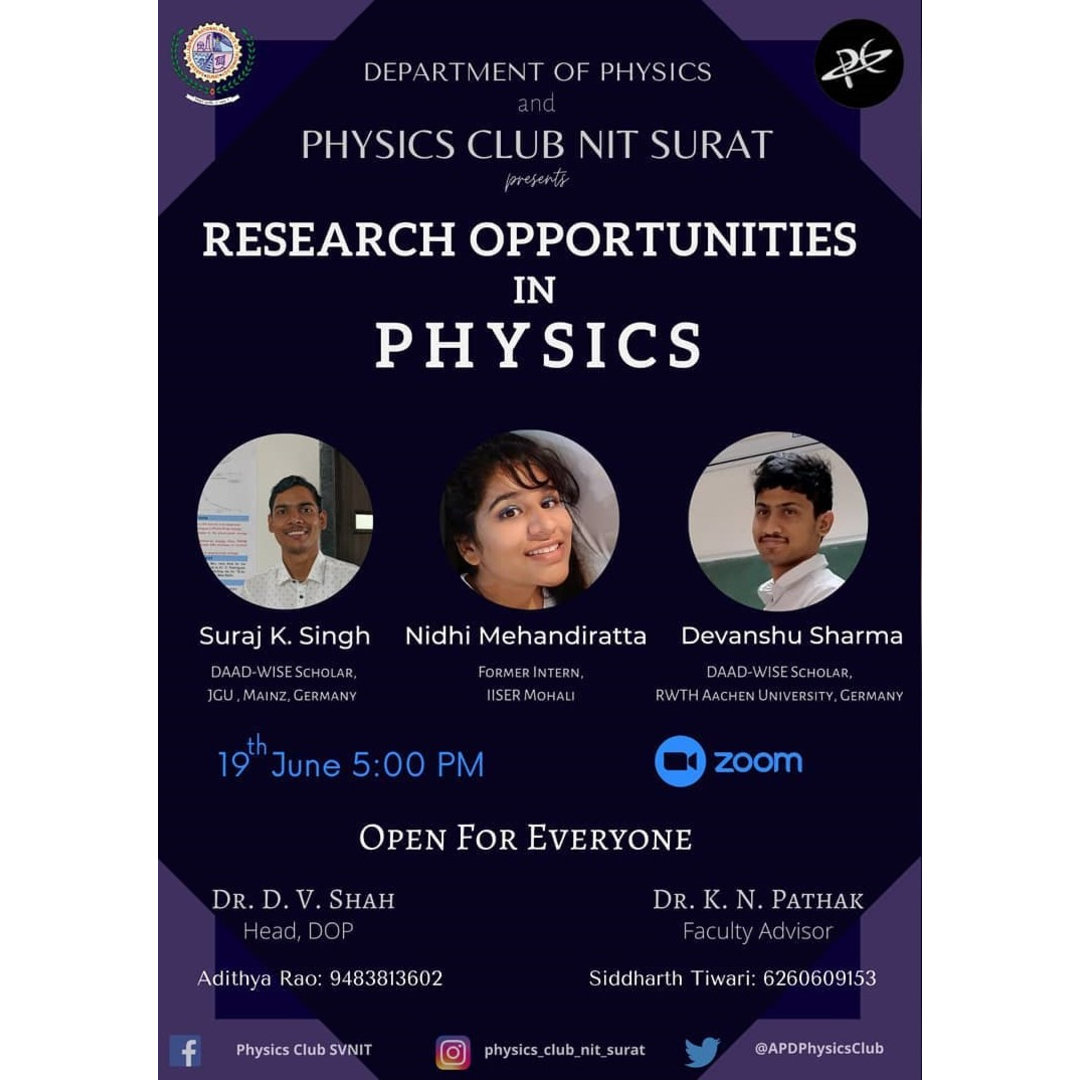 DEPARTMENT OF PHYSICS
and
PHYSICS CLUB NIT SURAT
presents
RESEARCH OPPORTUNITIES
IN
PHYSICS
Suraj K. Singh
DAAD-WISE SCHOLAR,
JGU , MAINZ, GERMANY
Nidhi Mehandiratta
FORMER INTERN,
IISER MOHALI
Devanshu Sharma
DAAD-WISE SCHOLAR,
RWTH AACHEN UNIVERSITY, GERMANY
19th June 5:00 PM
zoom
OPEN FOR EVERYONE
DR. D. V. SHAH
Head, DOP
DR. K. N. PATHAK
Faculty Advisor
Adithya Rao: 9483813602
Siddharth Tiwari: 6260609153
Physics Club SVNIT
physics_club_nit_surat
@APDPhysicsClub